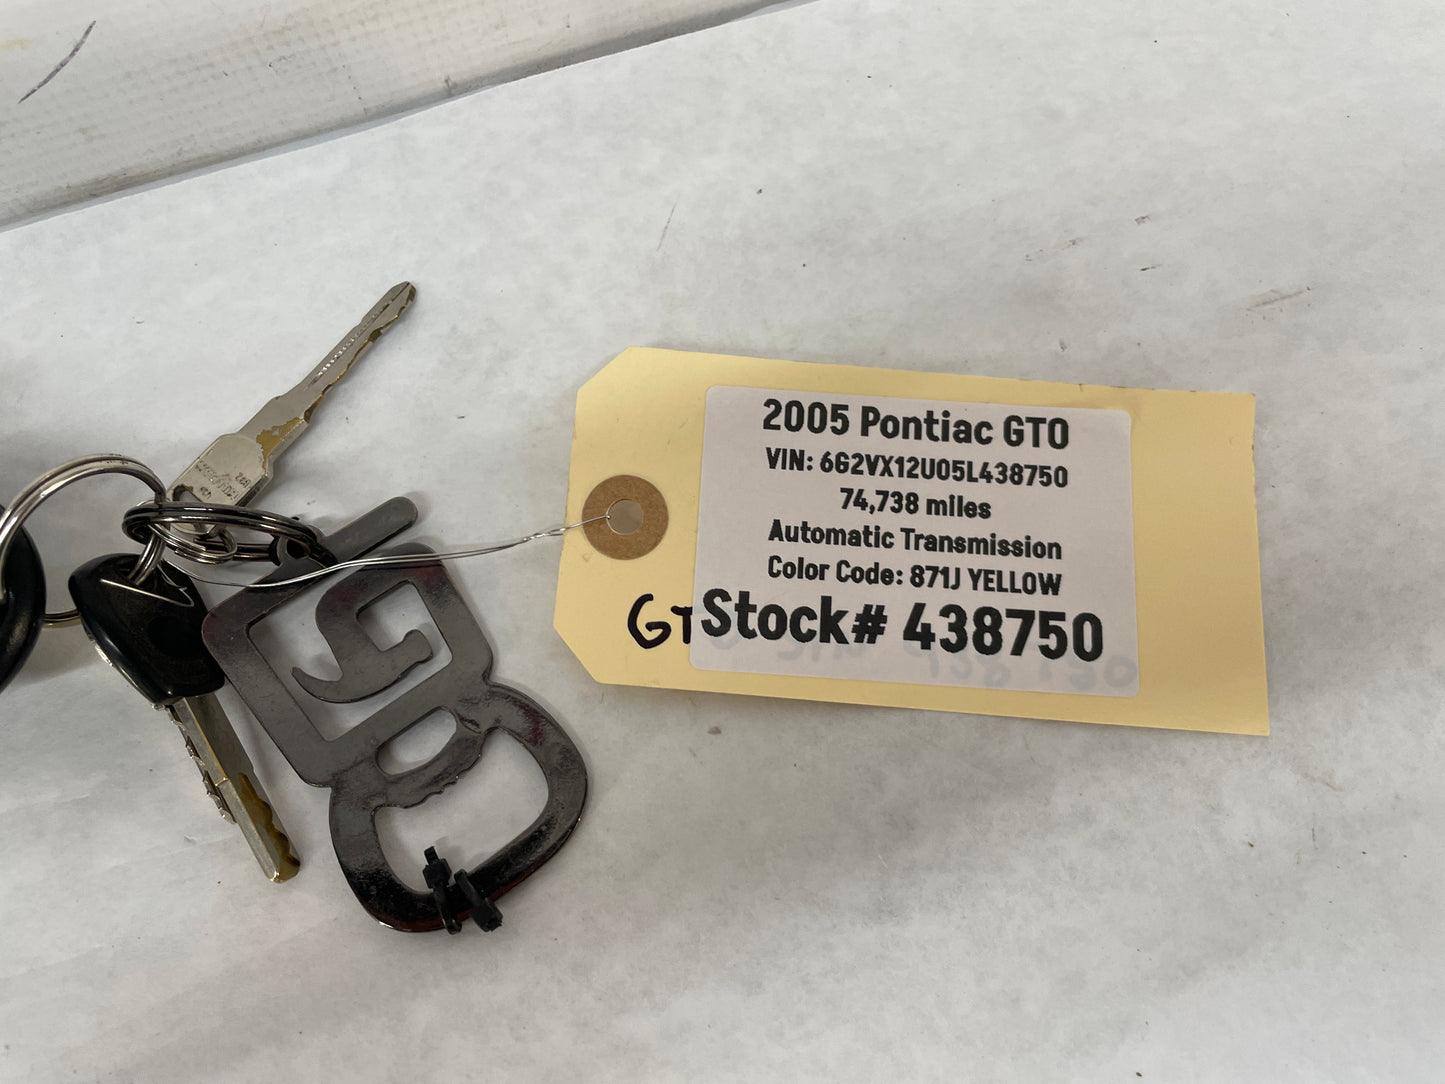 2005 Pontiac GTO
VIN: 6G2VX12U05L438750
74,738 miles
Automatic Transmission
Color Code: 871J YELLOW
GT
Stock# 438750